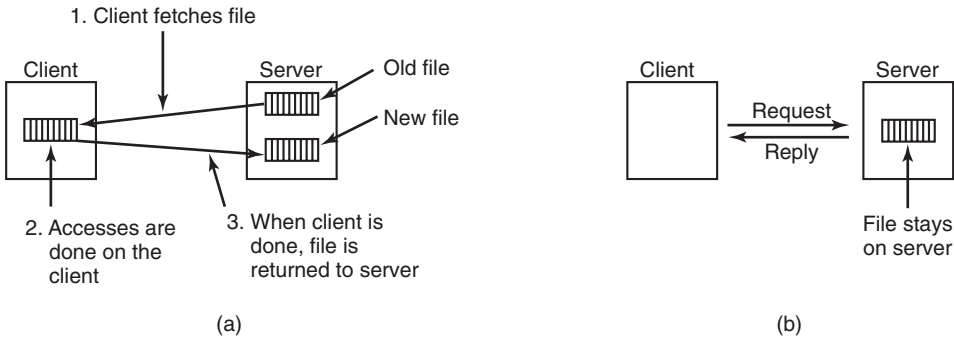 1. Client fetches file
Client
Server
Old file
New file
2. Accesses are
done on the
client
3. When client is
done, file is
returned to server
(a)
Client
Server
Request
Reply
File stays
on server
(b)